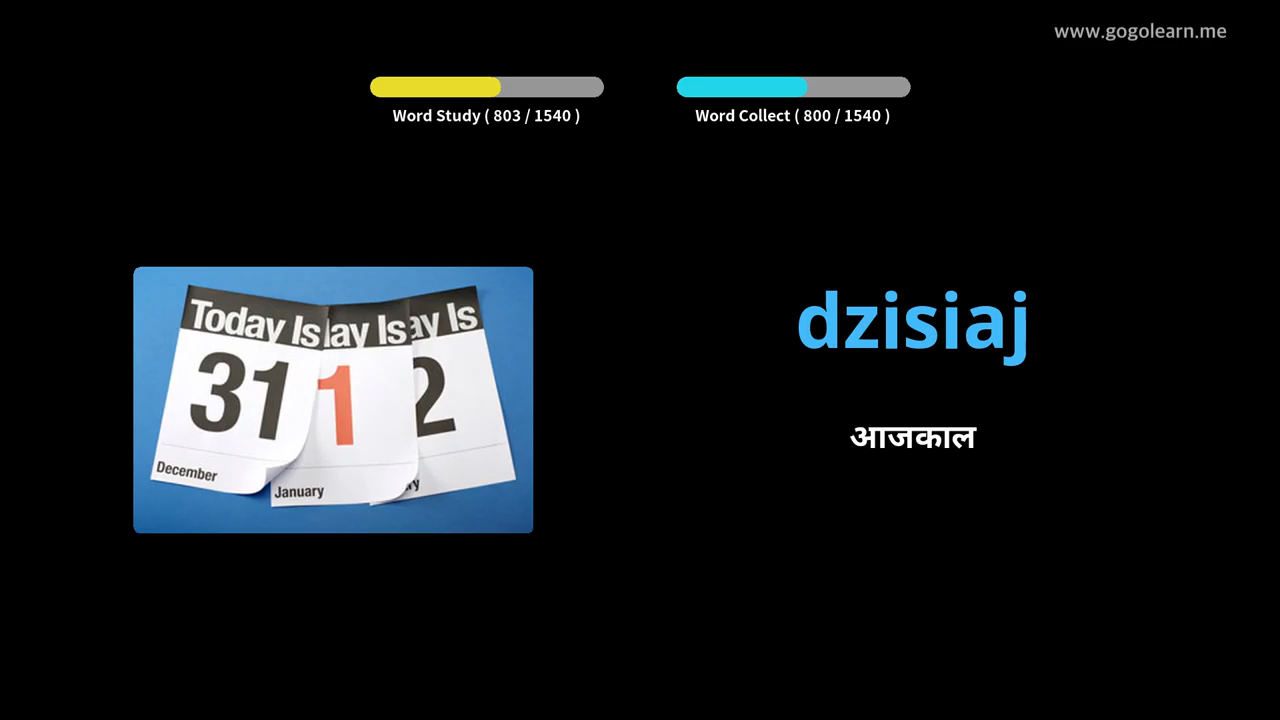 www.gogolearn.me
Word Study ( 803 / 1540 )
Word Collect ( 800 / 1540 )
Today Is
ay Is
ay Is
31
1
2
December
January
dzisiaj
आजकाल